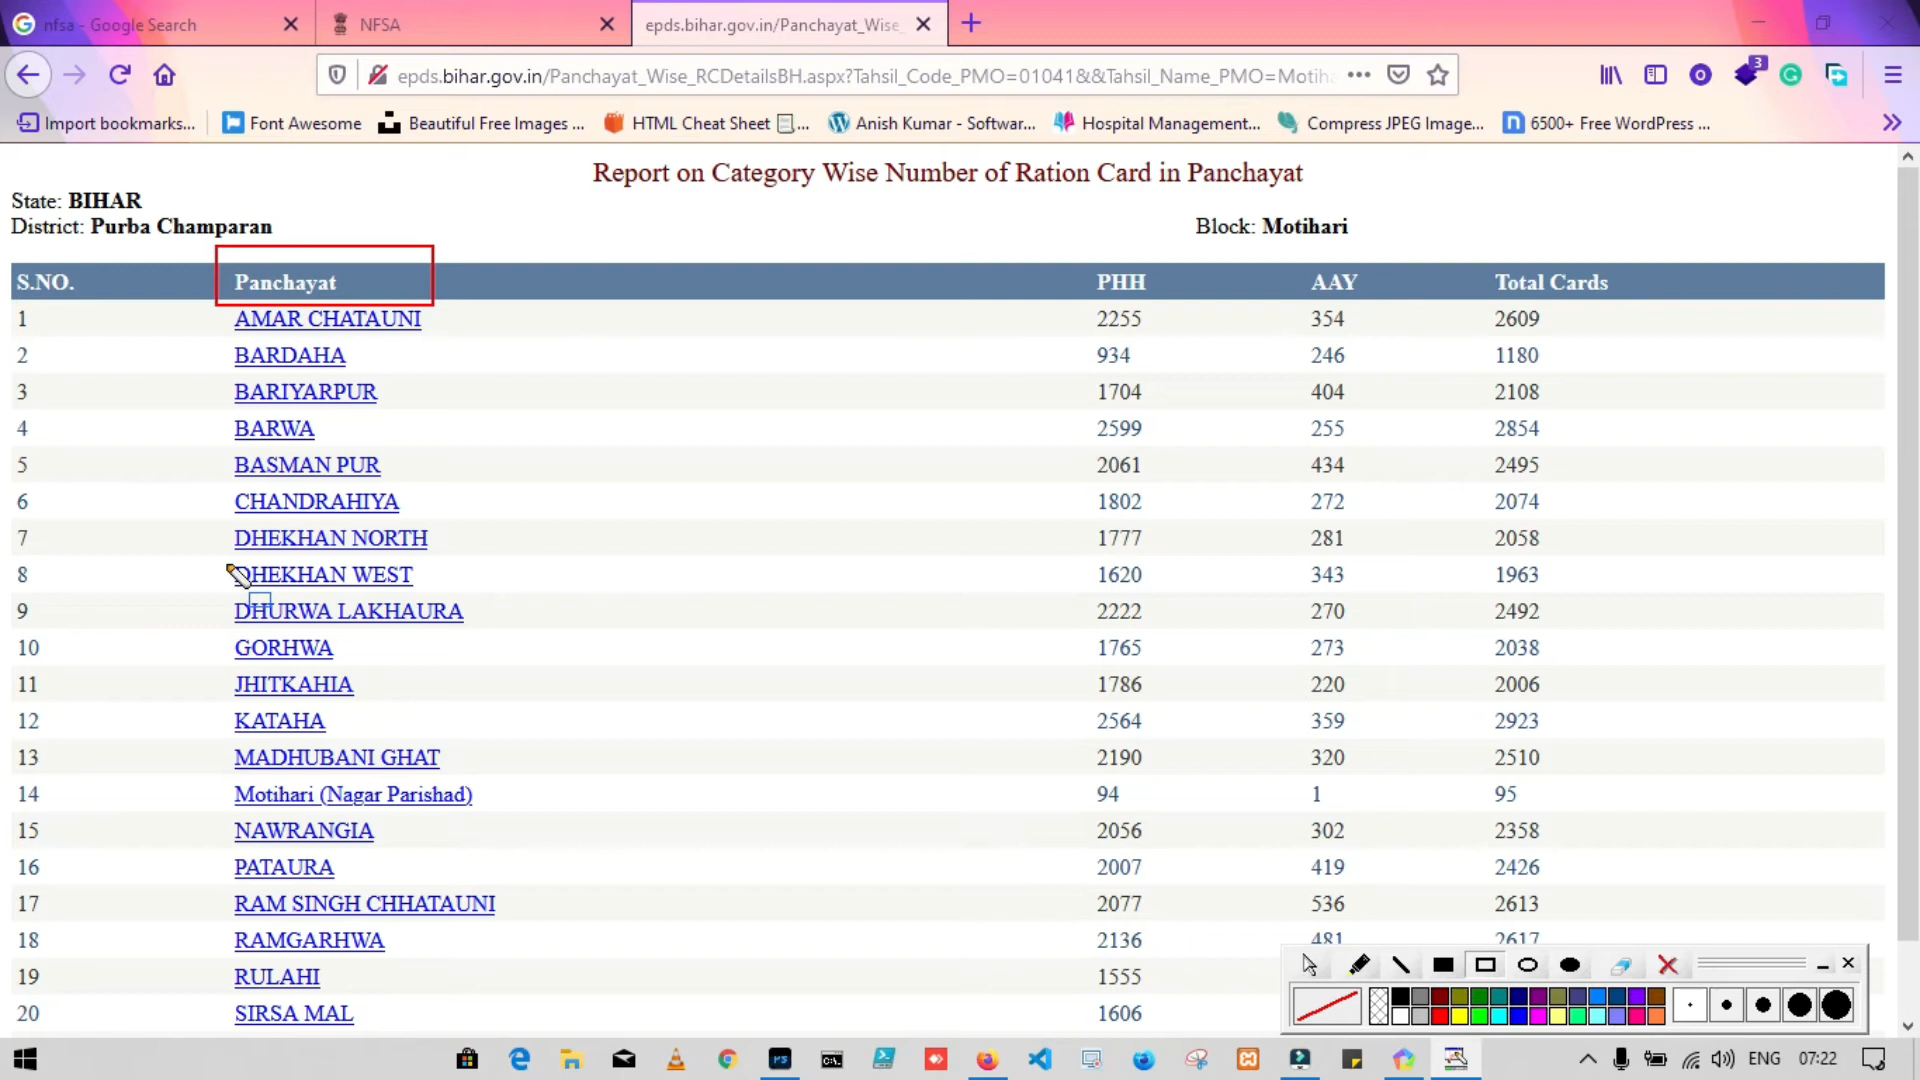 nfsa - Google Search
NFSA
epds.bihar.gov.in/Panchayat_Wise_
epds.bihar.gov.in/Panchayat_Wise_RCDetailsBH.aspx?Tahsil_Code_PMO=01041&&Tahsil_Name_PMO=Motiha
3
Import bookmarks...
Font Awesome
Beautiful Free Images ...
HTML Cheat Sheet ...
Anish Kumar - Softwar...
Hospital Management...
Compress JPEG Image...
6500+ Free WordPress ...
Report on Category Wise Number of Ration Card in Panchayat
State: BIHAR
District: Purba Champaran Block: Motihari
S.NO. Panchayat PHH AAY Total Cards
1 AMAR CHATAUNI 2255 354 2609
2 BARDAHA 934 246 1180
3 BARIYARPUR 1704 404 2108
4 BARWA 2599 255 2854
5 BASMAN PUR 2061 434 2495
6 CHANDRAHIYA 1802 272 2074
7 DHEKHAN NORTH 1777 281 2058
8 DHEKHAN WEST 1620 343 1963
9 DHURWA LAKHAURA 2222 270 2492
10 GORHWA 1765 273 2038
11 JHITKAHIA 1786 220 2006
12 KATAHA 2564 359 2923
13 MADHUBANI GHAT 2190 320 2510
14 Motihari (Nagar Parishad) 94 1 95
15 NAWRANGIA 2056 302 2358
16 PATAURA 2007 419 2426
17 RAM SINGH CHHATAUNI 2077 536 2613
18 RAMGARHWA 2136 481 2617
19 RULAHI 1555
20 SIRSA MAL 1606
ENG 07:22